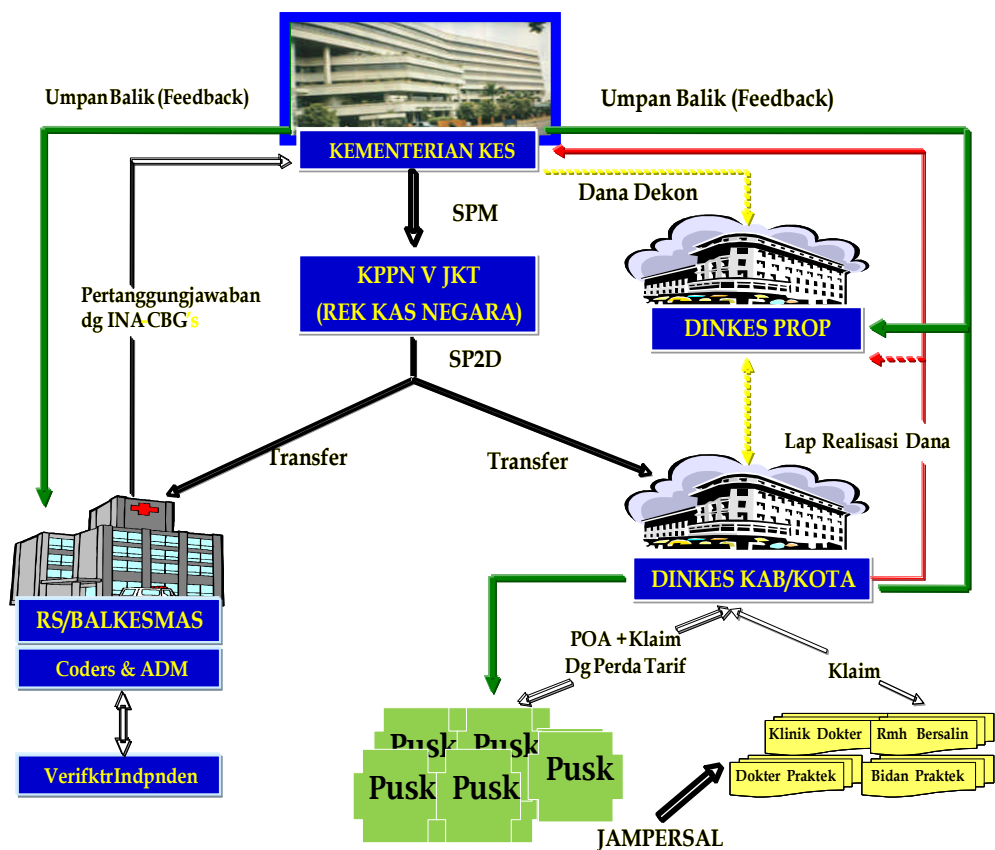 Umpan Balik (Feedback)
Umpan Balik (Feedback)
KEMENTERIAN KES
Dana Dekon
SPM
KPPN V JKT
(REK KAS NEGARA)
Pertanggungjawaban
dg INA-CBG's
DINKES PROP
SP2D
Lap Realisasi Dana
Transfer
Transfer
DINKES KAB/KOTA
RS/BALKESMAS
Coders & ADM
VerifktrIndpnden
POA +Klaim
Dg Perda Tarif
Klaim
Pusk
Pusk
Pusk
Pusk
Pusk
Klinik Dokter
Rmh Bersalin
Dokter Praktek
Bidan Praktek
JAMPERSAL